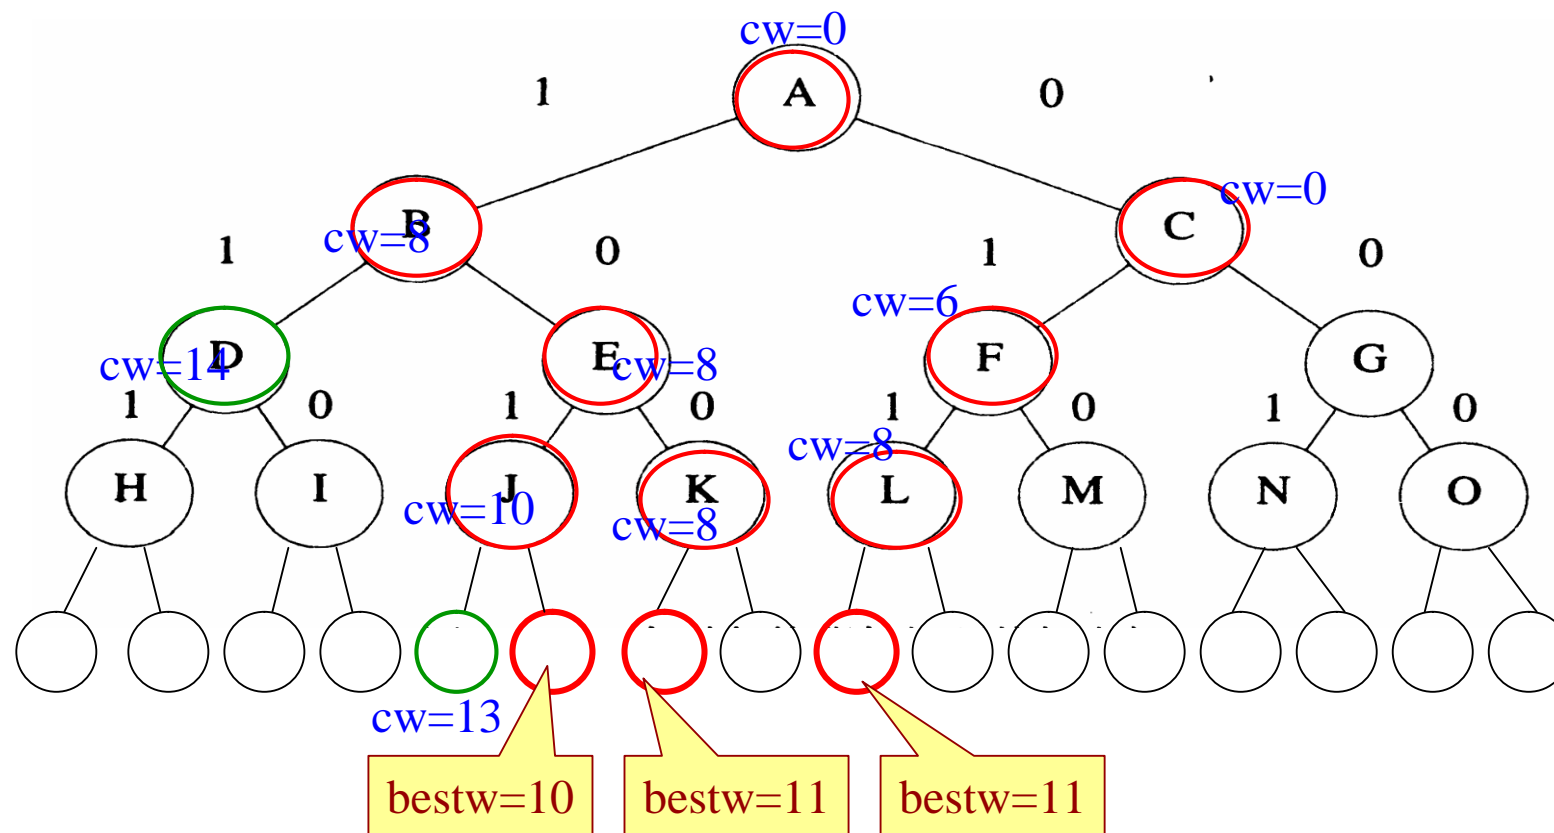 cw=0
1 A 0
cw=0
B
cw=8
1 0
C
1 0
cw=6
D
cw=14
E
cw=8
F
G
1 0 1 0 1 0 1 0
cw=8
H I J K L M N O
cw=10
cw=8
cw=13
bestw=10 bestw=11 bestw=11